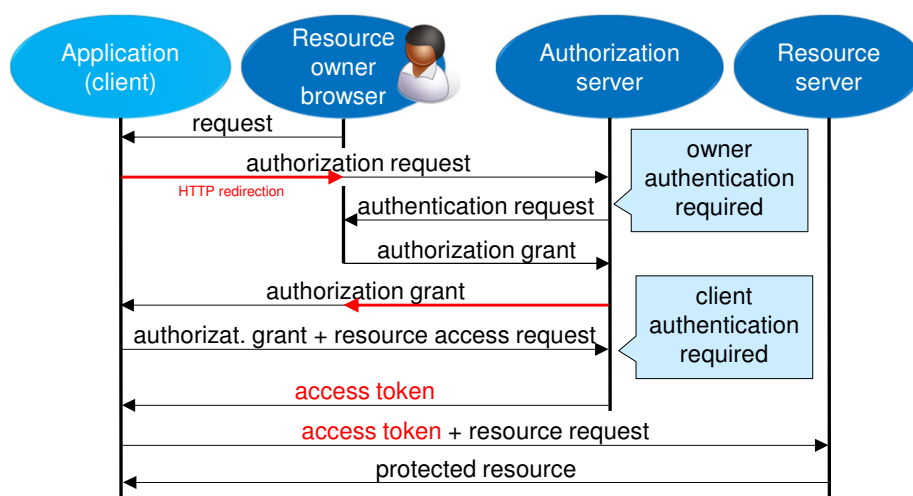 Application
(client)
Resource
owner
browser
Authorization
server
Resource
server
request
authorization request
HTTP redirection
owner
authentication
required
authentication request
authorization grant
authorization grant
client
authentication
required
authorizat. grant + resource access request
access token
access token + resource request
protected resource